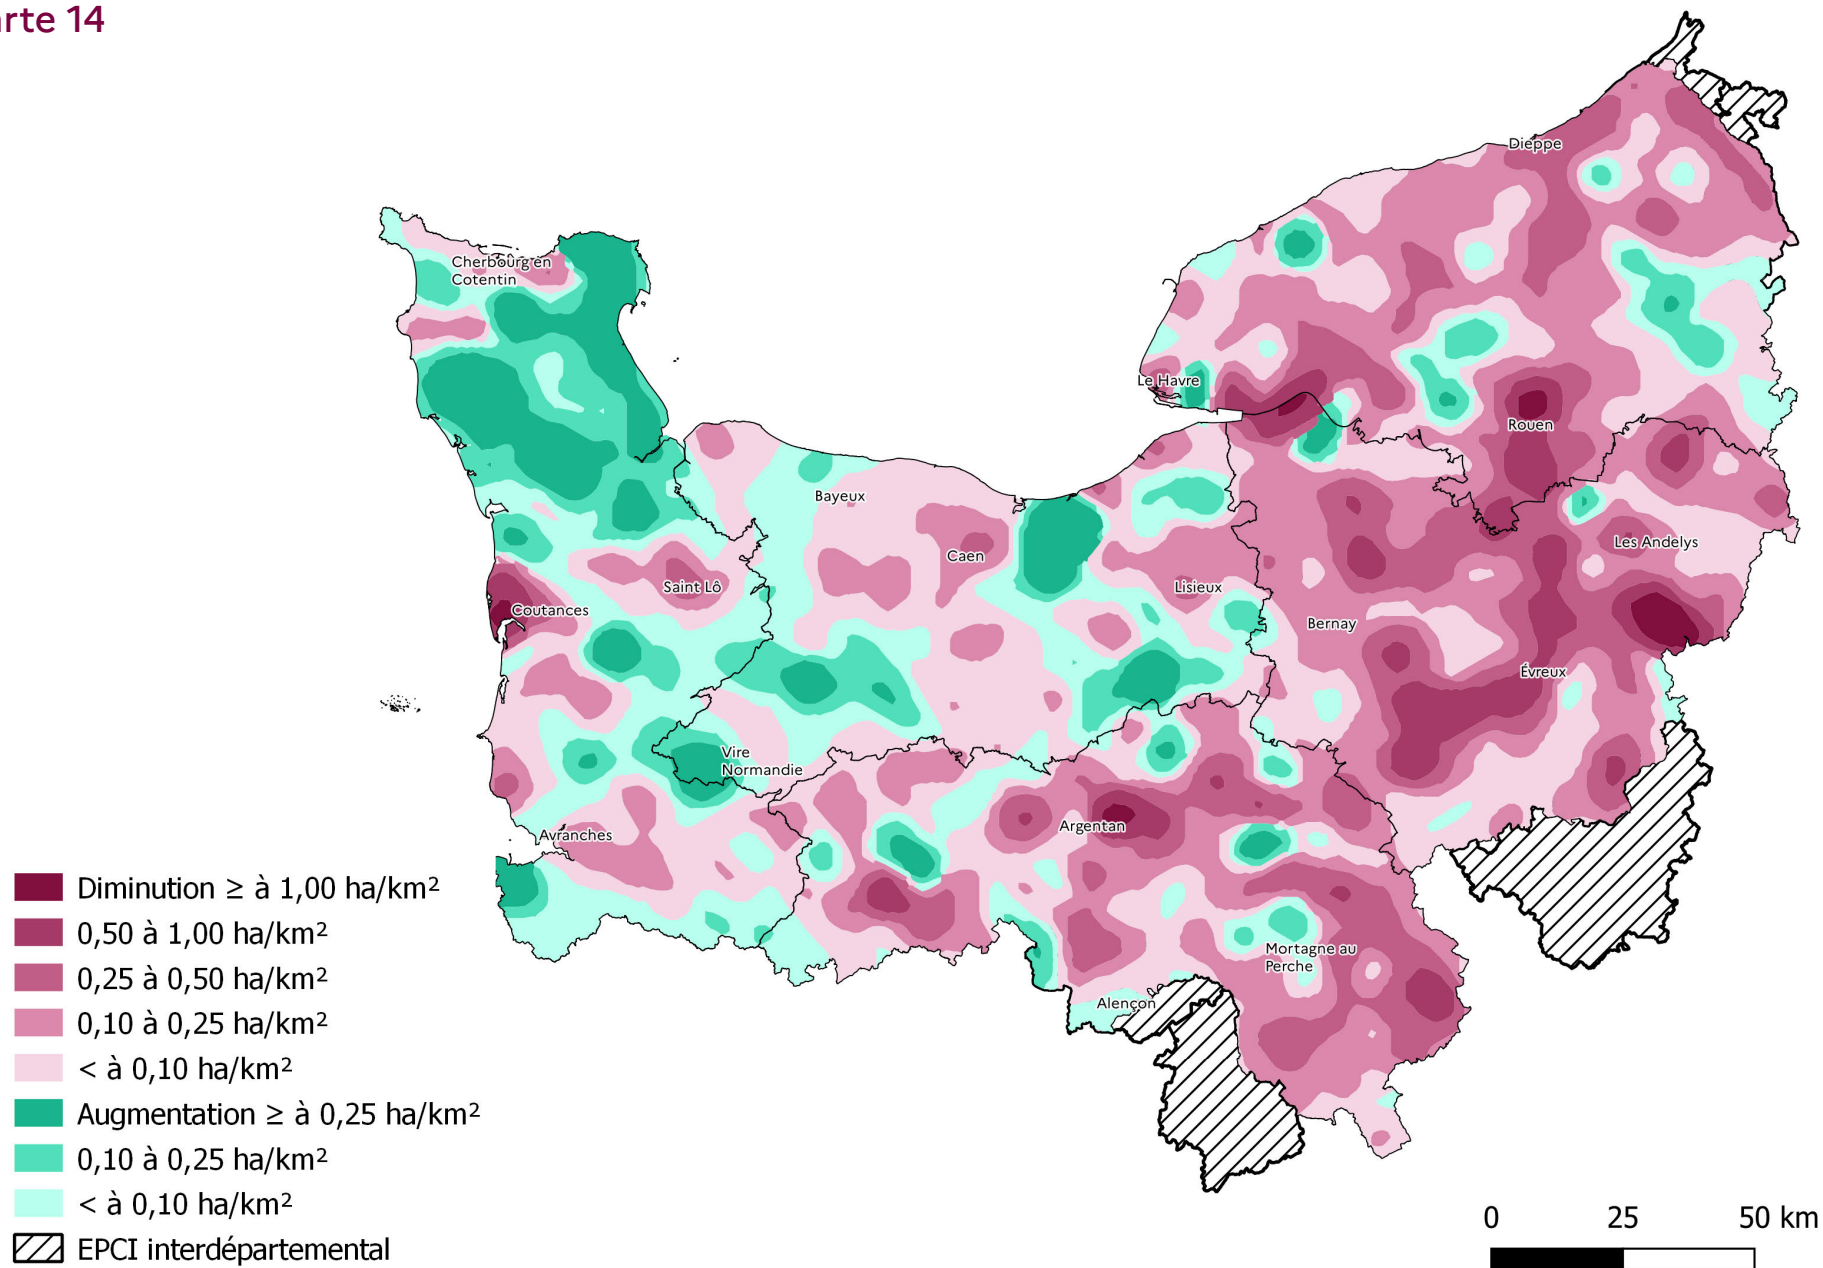 arte 14
Dieppe
Cherbourg en
Cotentin
Le Havre
Rouen
Bayeux
Les Andelys
Caen
Saint Lô
Lisieux
Coutances
Bernay
Évreux
Vire
Normandie
Argentan
Avranches
Mortagne au
Perche
Alençon
Diminution ≥ à 1,00 ha/km²
0,50 à 1,00 ha/km²
0,25 à 0,50 ha/km²
0,10 à 0,25 ha/km²
< à 0,10 ha/km²
Augmentation ≥ à 0,25 ha/km²
0,10 à 0,25 ha/km²
< à 0,10 ha/km²
EPCI interdépartemental
0 25 50 km